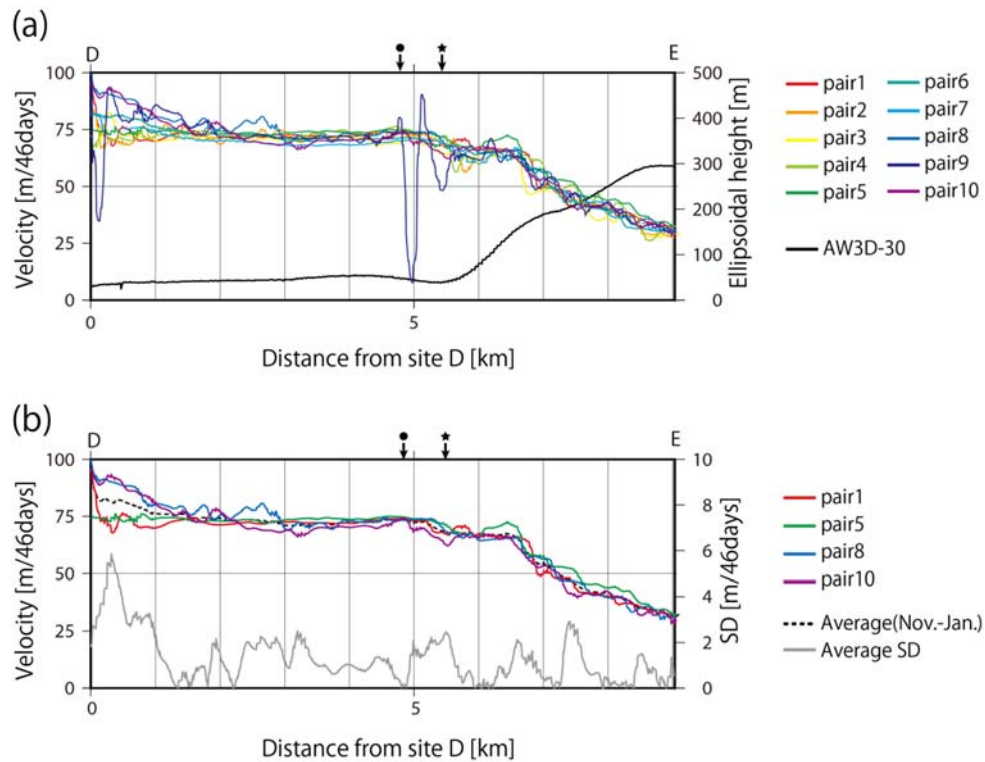 (a)
D
E
100
75
50
25
0
Velocity [m/46days]
500
400
300
200
100
0
Ellipsoidal height [m]
0
5
Distance from site D [km]
pair1
pair2
pair3
pair4
pair5
pair6
pair7
pair8
pair9
pair10
AW3D-30
(b)
D
E
100
75
50
25
0
Velocity [m/46days]
10
8
6
4
2
0
SD [m/46days]
0
5
Distance from site D [km]
pair1
pair5
pair8
pair10
Average(Nov.-Jan.)
Average SD